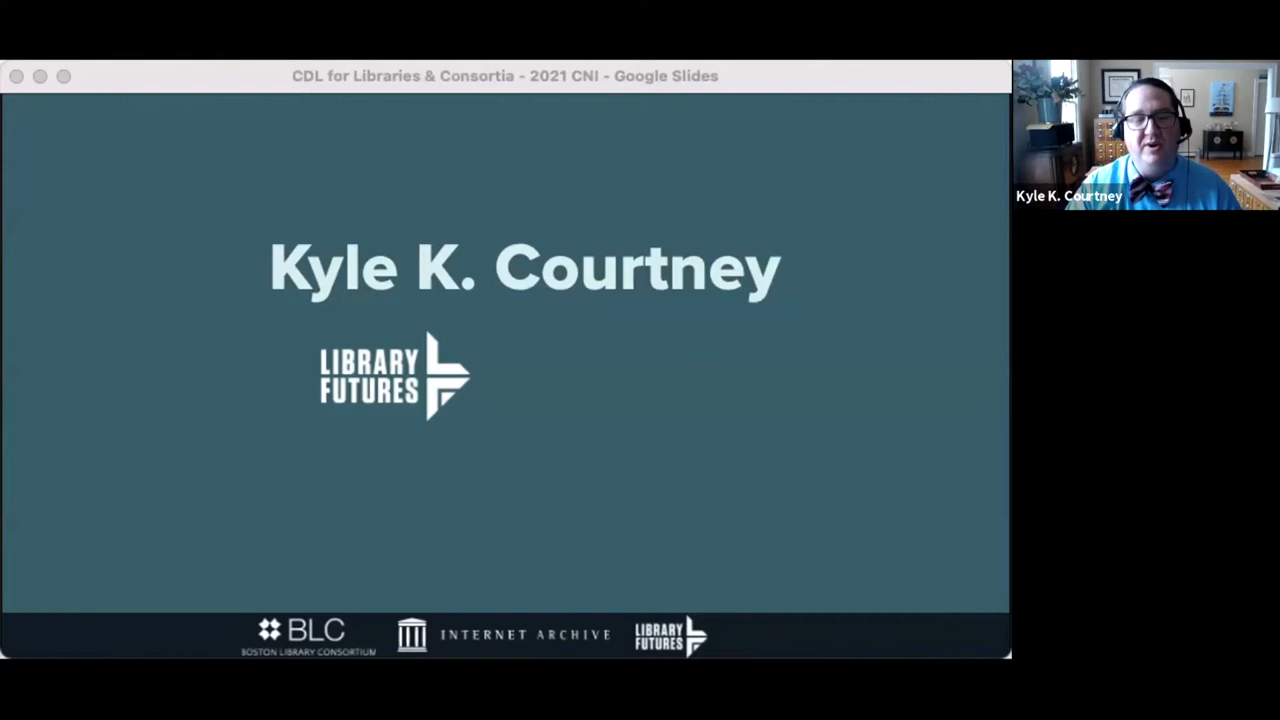 CDL for Libraries & Consortia - 2021 CNI - Google Slides
Kyle K. Courtney
Kyle K. Courtney
LIBRARY
FUTURES
BLC
BOSTON LIBRARY CONSORTIUM
INTERNET ARCHIVE
LIBRARY
FUTURES